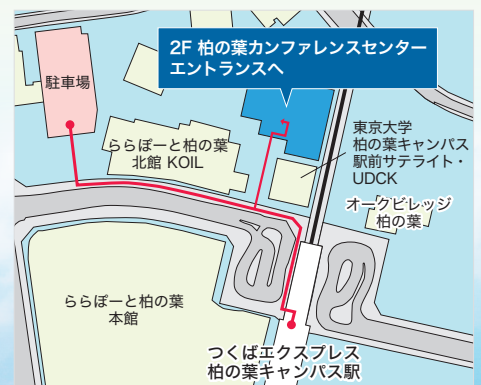 2F 柏の葉カンファレンスセンター
エントランスへ
駐車場
ららぽーと柏の葉
北館 KOIL
東京大学
柏の葉キャンパス
駅前サテライト・
UDCK
オークビレッジ
柏の葉
ららぽーと柏の葉
本館
つくばエクスプレス
柏の葉キャンパス駅